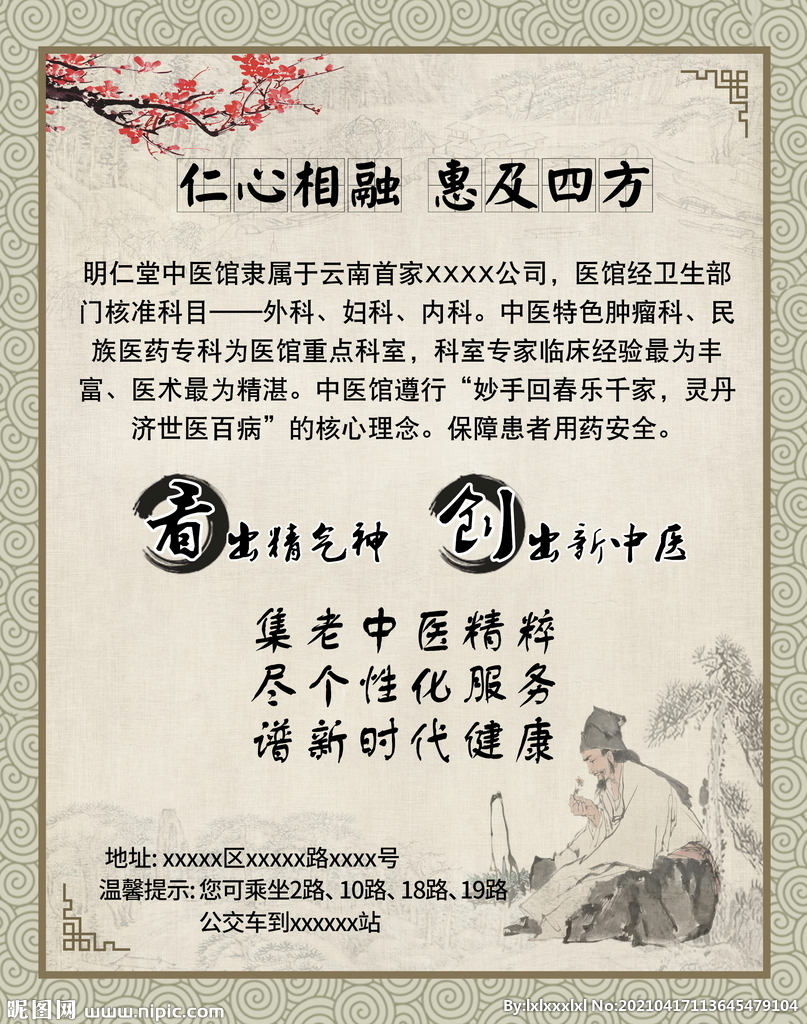 仁心相融 惠及四方
明仁堂中医馆隶属于云南首家XXXX公司，医馆经卫生部
门核准科目——外科、妇科、内科。中医特色肿瘤科、民
族医药专科为医馆重点科室，科室专家临床经验最为丰
富、医术最为精湛。中医馆遵行“妙手回春乐千家，灵丹
济世医百病”的核心理念。保障患者用药安全。
看出精气神 创出新中医
集老中医精粹
尽个性化服务
谱新时代健康
地址: xxxxx区xxxxx路xxxx号
温馨提示: 您可乘坐2路、10路、18路、19路
公交车到xxxxxx站
昵图网 www.nipic.com
By:lxlxxxlxl No:20210417113645479104